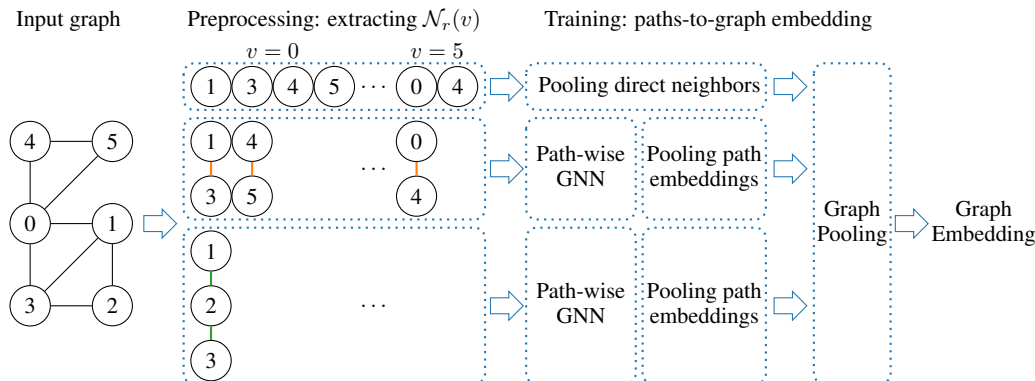 Input graph
Preprocessing: extracting 𝒩_r(v)
Training: paths-to-graph embedding
v = 0
v = 5
1 3 4 5 ··· 0 4
Pooling direct neighbors
4 5
0 1
3 2
1 4 ··· 0
3 5 4
Path-wise
GNN
Pooling path
embeddings
1
2 ···
3
Path-wise
GNN
Pooling path
embeddings
Graph
Pooling
Graph
Embedding